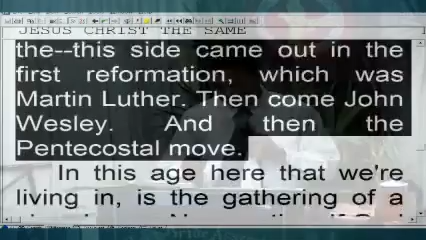 JESUS CHRIST THE SAME
the--this side came out in the
first reformation, which was
Martin Luther. Then come John
Wesley. And then the
Pentecostal move.
In this age here that we're
living in, is the gathering of a